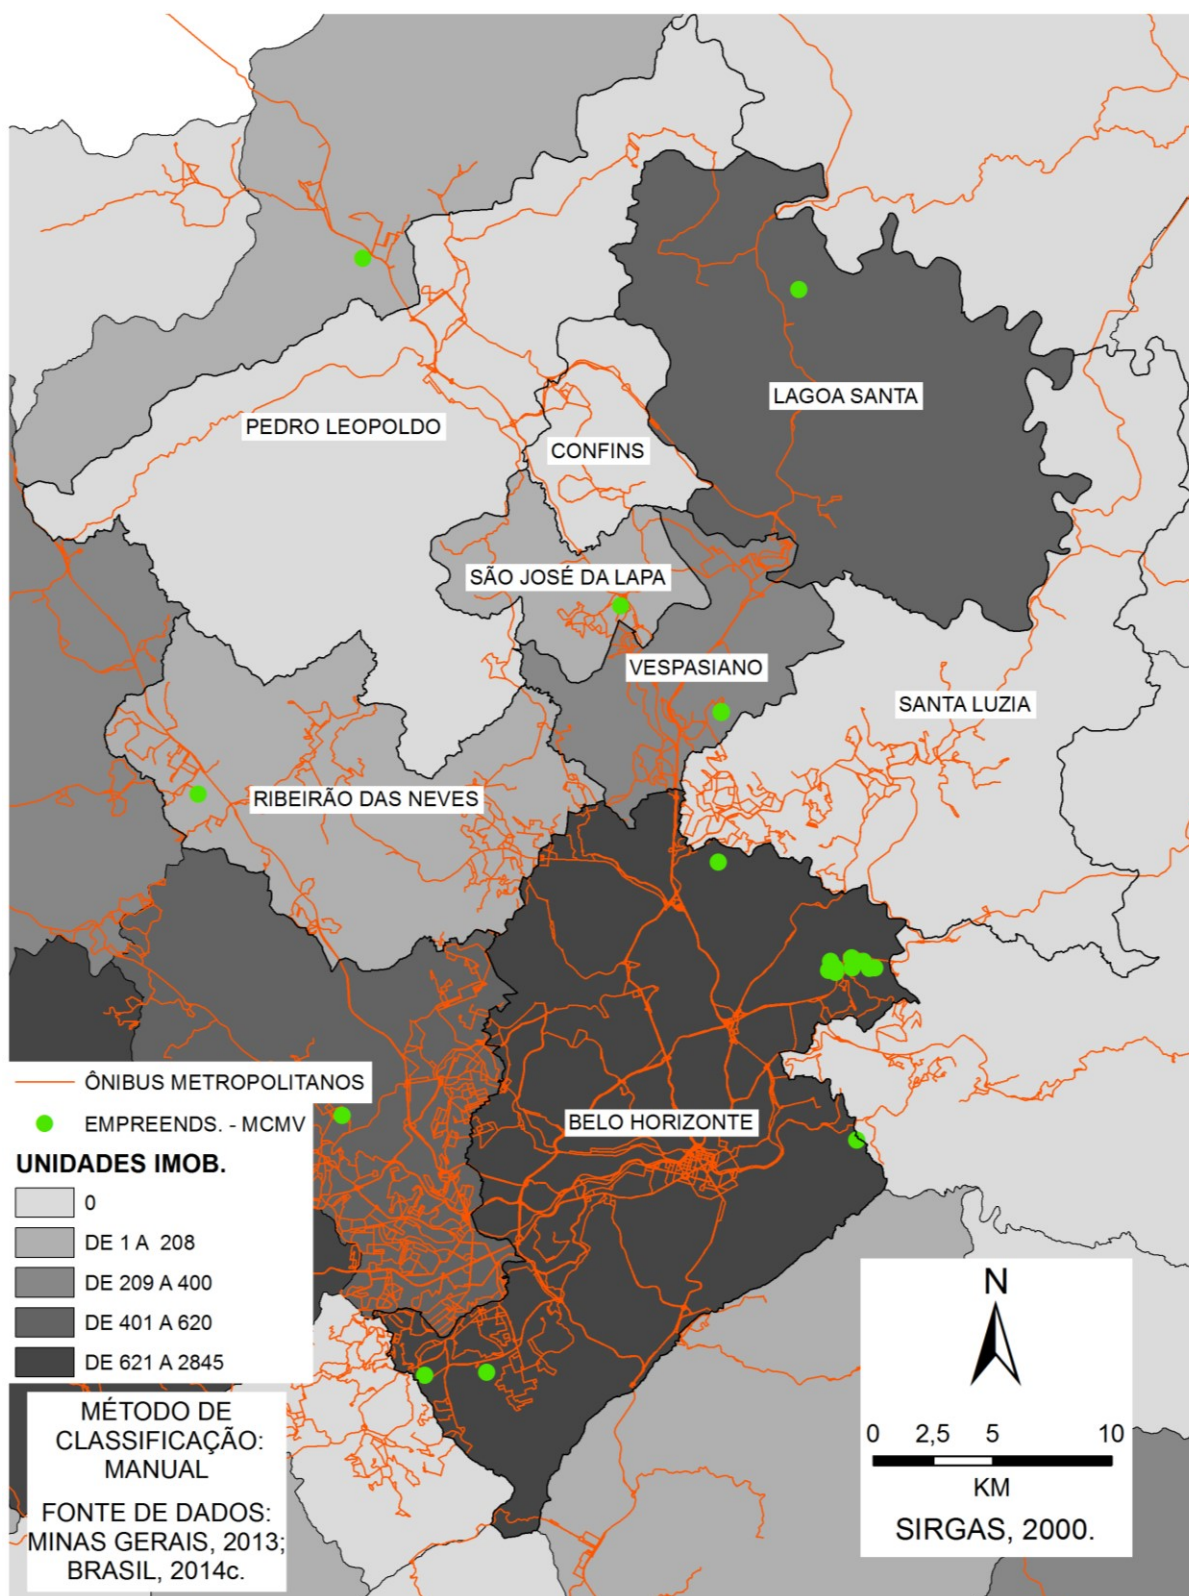 PEDRO LEOPOLDO
LAGOA SANTA
CONFINS
SÃO JOSÉ DA LAPA
VESPASIANO
SANTA LUZIA
RIBEIRÃO DAS NEVES
BELO HORIZONTE
ÔNIBUS METROPOLITANOS
EMPREENDS. - MCMV
UNIDADES IMOB.
0
DE 1 A 208
DE 209 A 400
DE 401 A 620
DE 621 A 2845
MÉTODO DE
CLASSIFICAÇÃO:
MANUAL
FONTE DE DADOS:
MINAS GERAIS, 2013;
BRASIL, 2014c.
N
0 2,5 5 10
KM
SIRGAS, 2000.